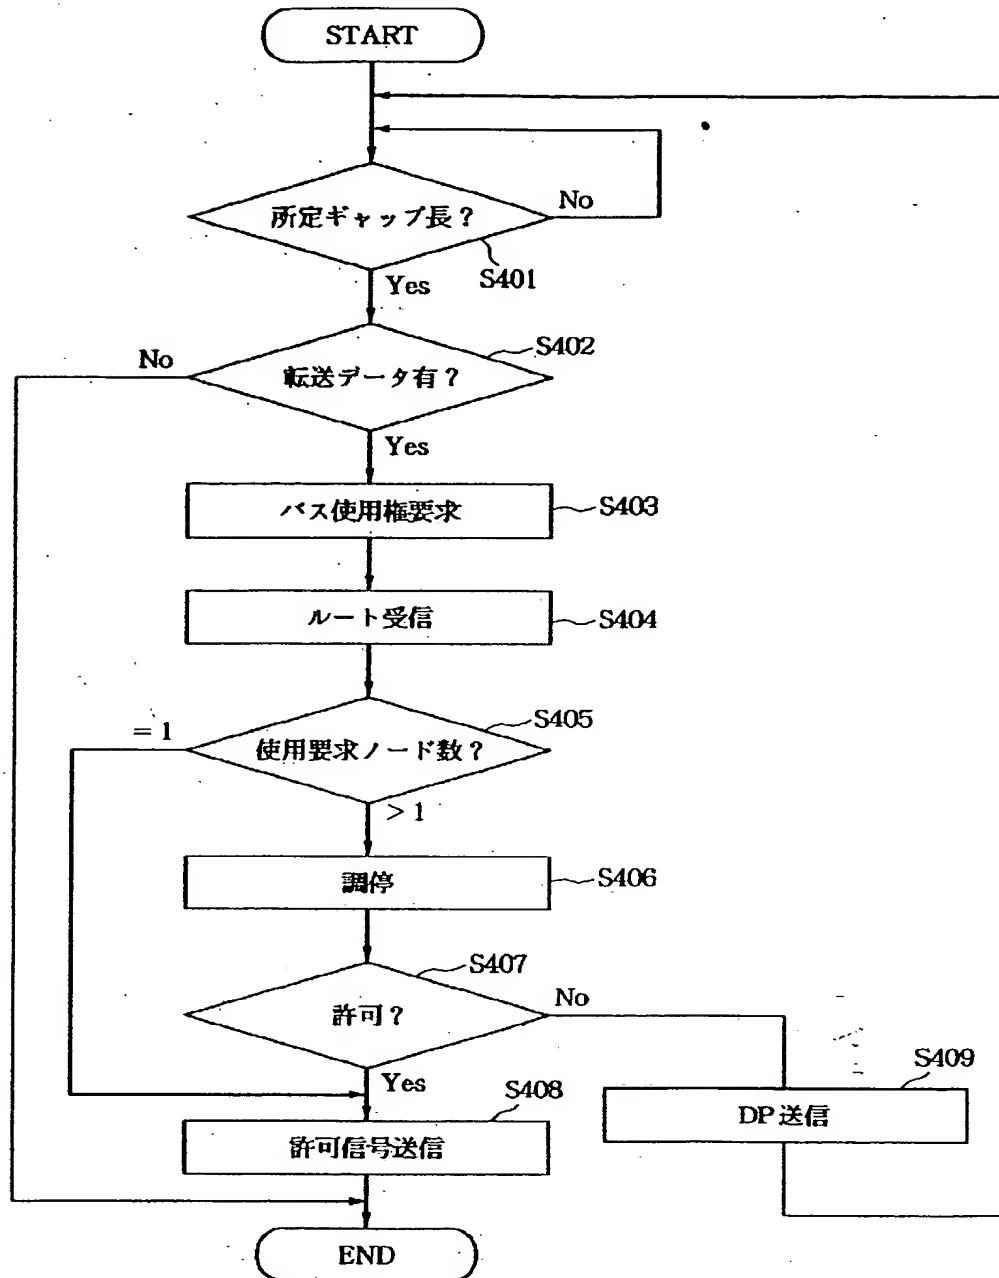 START
所定ギャップ長?
No
S401
Yes
S402
No
転送データ有?
Yes
バス使用権要求
S403
ルート受信
S404
S405
= 1
使用要求ノード数?
> 1
調停
S406
S407
許可?
No
Yes
S408
S409
許可信号送信
DP送信
END